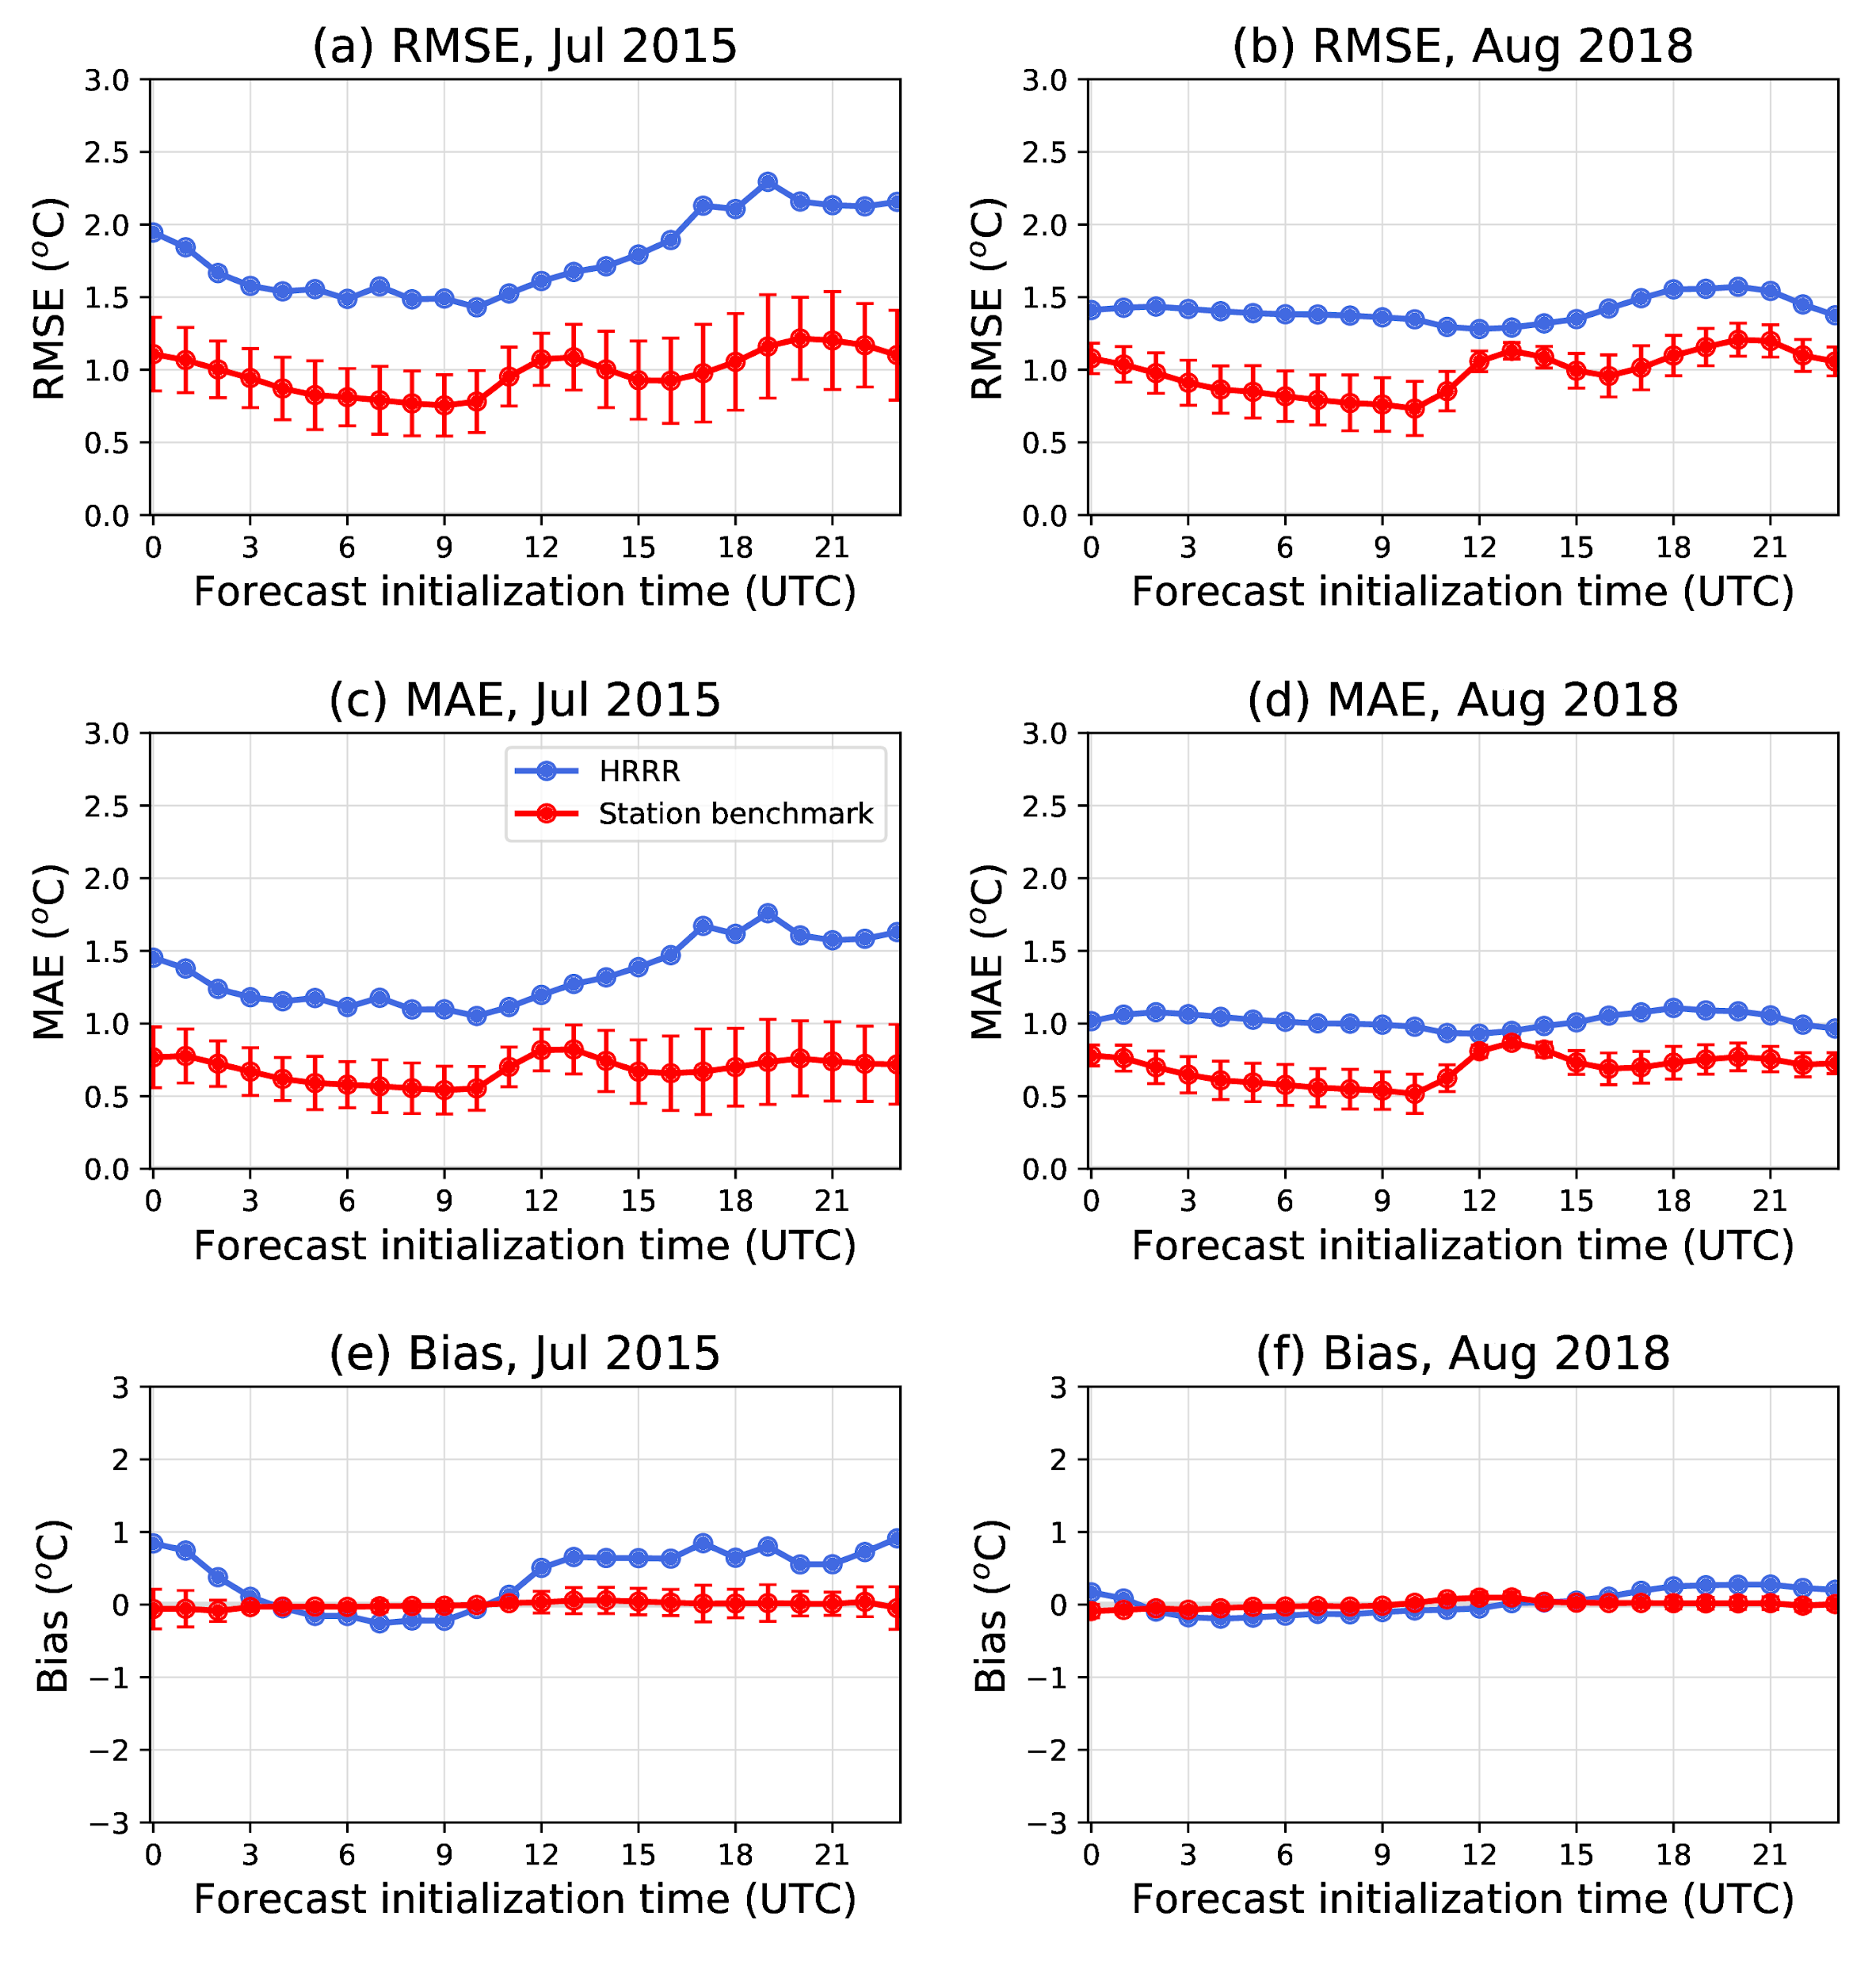 (a) RMSE, Jul 2015
3.0
2.5
2.0
1.5
1.0
0.5
0.0
RMSE (°C)
0 3 6 9 12 15 18 21
Forecast initialization time (UTC)
(b) RMSE, Aug 2018
3.0
2.5
2.0
1.5
1.0
0.5
0.0
RMSE (°C)
0 3 6 9 12 15 18 21
Forecast initialization time (UTC)
(c) MAE, Jul 2015
3.0
2.5
2.0
1.5
1.0
0.5
0.0
MAE (°C)
HRRR
Station benchmark
0 3 6 9 12 15 18 21
Forecast initialization time (UTC)
(d) MAE, Aug 2018
3.0
2.5
2.0
1.5
1.0
0.5
0.0
MAE (°C)
0 3 6 9 12 15 18 21
Forecast initialization time (UTC)
(e) Bias, Jul 2015
3
2
1
0
−1
−2
−3
Bias (°C)
0 3 6 9 12 15 18 21
Forecast initialization time (UTC)
(f) Bias, Aug 2018
3
2
1
0
−1
−2
−3
Bias (°C)
0 3 6 9 12 15 18 21
Forecast initialization time (UTC)